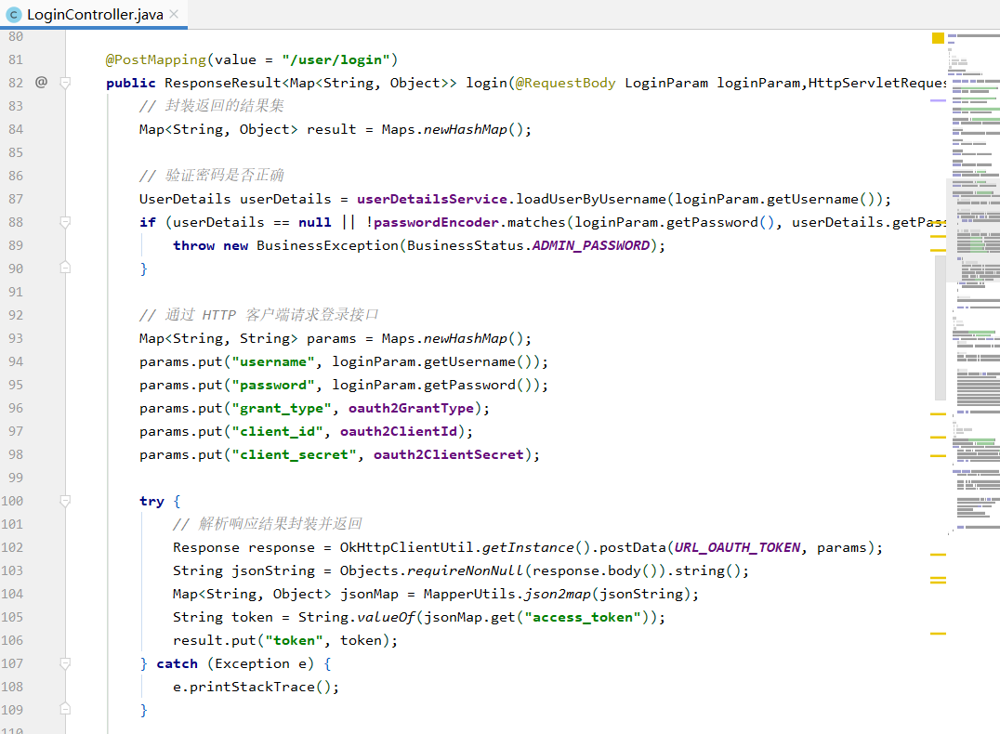 LoginController.java
80
81 @PostMapping(value = "/user/login")
82 @ public ResponseResult<Map<String, Object>> login(@RequestBody LoginParam loginParam,HttpServletReques
83 // 封装返回的结果集
84 Map<String, Object> result = Maps.newHashMap();
85
86 // 验证密码是否正确
87 UserDetails userDetails = userDetailsService.loadUserByUsername(loginParam.getUsername());
88 if (userDetails == null || !passwordEncoder.matches(loginParam.getPassword(), userDetails.getPass
89 throw new BusinessException(BusinessStatus.ADMIN_PASSWORD);
90 }
91
92 // 通过 HTTP 客户端请求登录接口
93 Map<String, String> params = Maps.newHashMap();
94 params.put("username", loginParam.getUsername());
95 params.put("password", loginParam.getPassword());
96 params.put("grant_type", oauth2GrantType);
97 params.put("client_id", oauth2ClientId);
98 params.put("client_secret", oauth2ClientSecret);
99
100 try {
101 // 解析响应结果封装并返回
102 Response response = OkHttpClientUtil.getInstance().postData(URL_OAUTH_TOKEN, params);
103 String jsonString = Objects.requireNonNull(response.body()).string();
104 Map<String, Object> jsonMap = MapperUtils.json2map(jsonString);
105 String token = String.valueOf(jsonMap.get("access_token"));
106 result.put("token", token);
107 } catch (Exception e) {
108 e.printStackTrace();
109 }
110